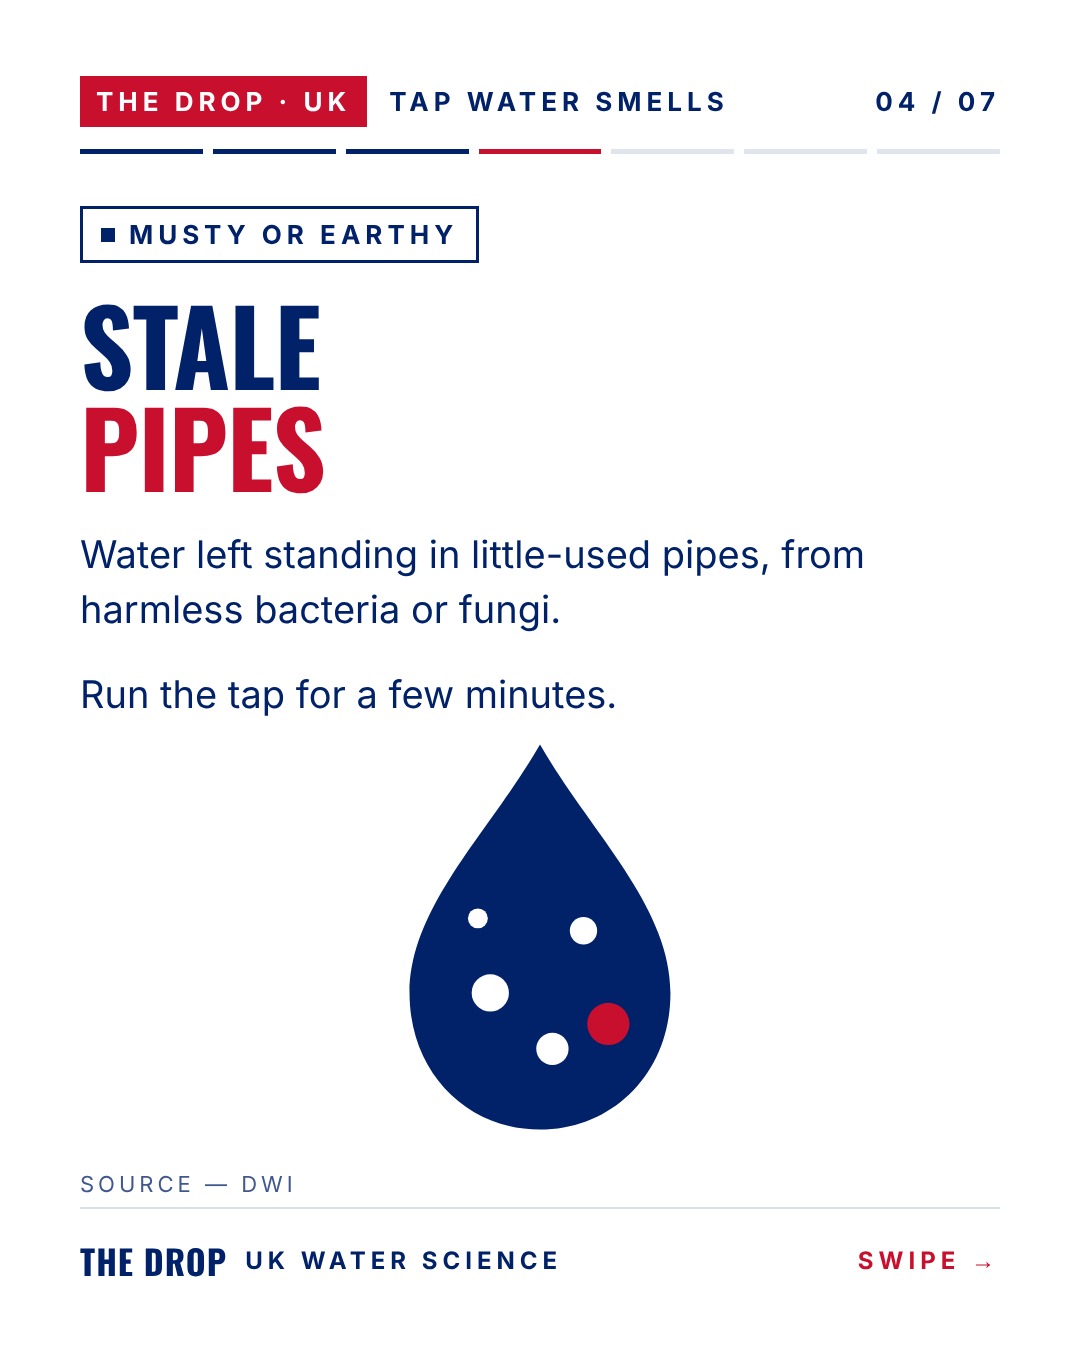 THE DROP · UK TAP WATER SMELLS 04 / 07
MUSTY OR EARTHY
STALE
PIPES
Water left standing in little-used pipes, from
harmless bacteria or fungi.
Run the tap for a few minutes.
SOURCE — DWI
THE DROP UK WATER SCIENCE SWIPE →